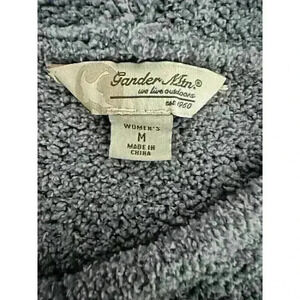 Gander Mtn.®
we live outdoors
est. 1960
WOMEN'S
M
MADE IN
CHINA